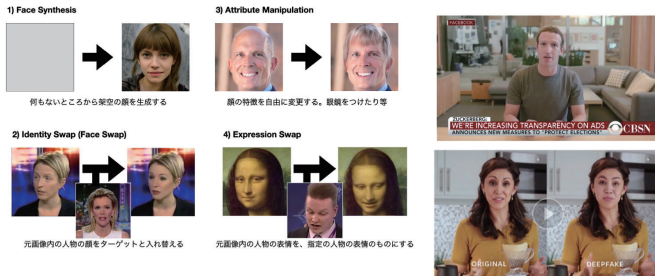 1) Face Synthesis
何もないところから架空の顔を生成する
3) Attribute Manipulation
顔の特徴を自由に変更する。眼鏡をつけたり等
2) Identity Swap (Face Swap)
元画像内の人物の顔をターゲットと入れ替える
4) Expression Swap
元画像内の人物の表情を、指定の人物の表情のものにする
FACEBOOK
ZUCKERBERG
WE'RE INCREASING TRANSPARENCY ON ADS
ANNOUNCES NEW MEASURES TO "PROTECT ELECTIONS"
CBSN
ORIGINAL
DEEPFAKE